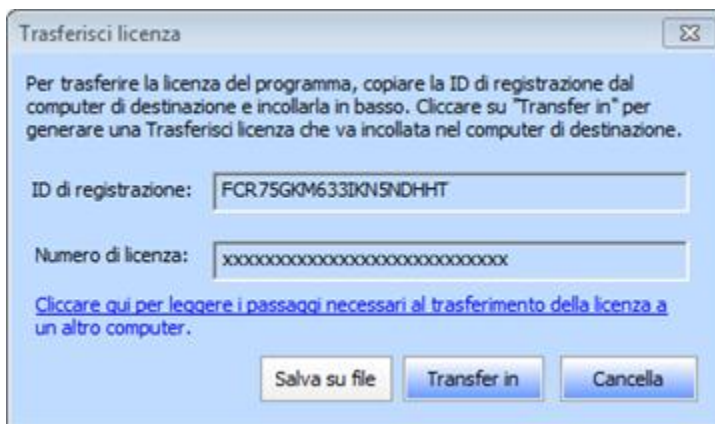 Trasferisci licenza
Per trasferire la licenza del programma, copiare la ID di registrazione dal
computer di destinazione e incollarla in basso. Cliccare su "Transfer in" per
generare una Trasferisci licenza che va incollata nel computer di destinazione.
ID di registrazione: FCR75GKM633IKN5NDHHT
Numero di licenza: xxxxxxxxxxxxxxxxxxxxxxxxxxx
Cliccare qui per leggere i passaggi necessari al trasferimento della licenza a
un altro computer.
Salva su file Transfer in Cancella